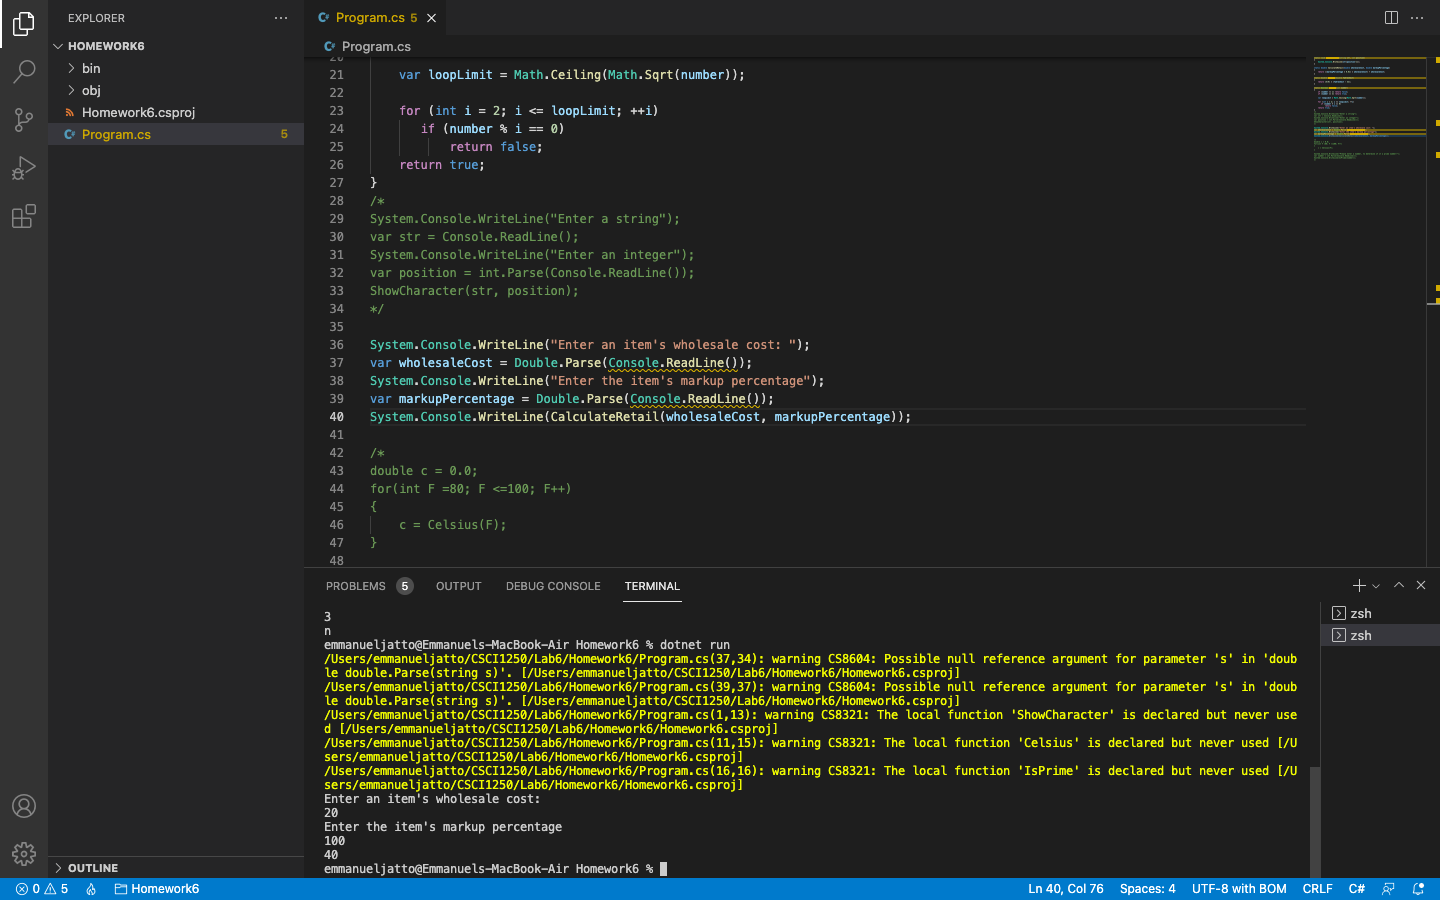 EXPLORER
HOMEWORK6
bin
obj
Homework6.csproj
Program.cs 5
OUTLINE
Program.cs 5
Program.cs
20
21 var loopLimit = Math.Ceiling(Math.Sqrt(number));
22
23 for (int i = 2; i <= loopLimit; ++i)
24 if (number % i == 0)
25 return false;
26 return true;
27 }
28 /*
29 System.Console.WriteLine("Enter a string");
30 var str = Console.ReadLine();
31 System.Console.WriteLine("Enter an integer");
32 var position = int.Parse(Console.ReadLine());
33 ShowCharacter(str, position);
34 */
35
36 System.Console.WriteLine("Enter an item's wholesale cost: ");
37 var wholesaleCost = Double.Parse(Console.ReadLine());
38 System.Console.WriteLine("Enter the item's markup percentage");
39 var markupPercentage = Double.Parse(Console.ReadLine());
40 System.Console.WriteLine(CalculateRetail(wholesaleCost, markupPercentage));
41
42 /*
43 double c = 0.0;
44 for(int F =80; F <=100; F++)
45 {
46 c = Celsius(F);
47 }
48
PROBLEMS 5 OUTPUT DEBUG CONSOLE TERMINAL
3
n
emmanueljatto@Emmanuels-MacBook-Air Homework6 % dotnet run
/Users/emmanueljatto/CSCI1250/Lab6/Homework6/Program.cs(37,34): warning CS8604: Possible null reference argument for parameter 's' in 'doub
le double.Parse(string s)'. [/Users/emmanueljatto/CSCI1250/Lab6/Homework6/Homework6.csproj]
/Users/emmanueljatto/CSCI1250/Lab6/Homework6/Program.cs(39,37): warning CS8604: Possible null reference argument for parameter 's' in 'doub
le double.Parse(string s)'. [/Users/emmanueljatto/CSCI1250/Lab6/Homework6/Homework6.csproj]
/Users/emmanueljatto/CSCI1250/Lab6/Homework6/Program.cs(1,13): warning CS8321: The local function 'ShowCharacter' is declared but never use
d [/Users/emmanueljatto/CSCI1250/Lab6/Homework6/Homework6.csproj]
/Users/emmanueljatto/CSCI1250/Lab6/Homework6/Program.cs(11,15): warning CS8321: The local function 'Celsius' is declared but never used [/U
sers/emmanueljatto/CSCI1250/Lab6/Homework6/Homework6.csproj]
/Users/emmanueljatto/CSCI1250/Lab6/Homework6/Program.cs(16,16): warning CS8321: The local function 'IsPrime' is declared but never used [/U
sers/emmanueljatto/CSCI1250/Lab6/Homework6/Homework6.csproj]
Enter an item's wholesale cost:
20
Enter the item's markup percentage
100
40
emmanueljatto@Emmanuels-MacBook-Air Homework6 %
zsh
zsh
0 5 Homework6 Ln 40, Col 76 Spaces: 4 UTF-8 with BOM CRLF C#